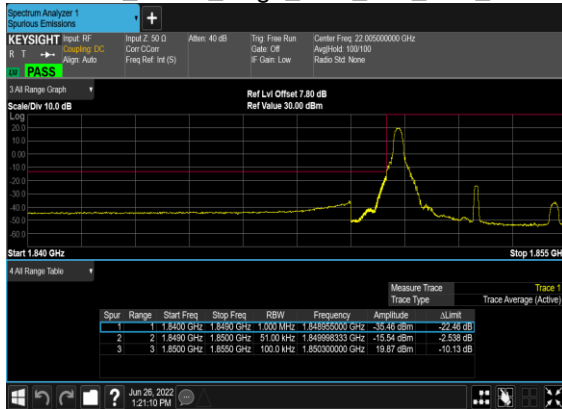 Spectrum Analyzer 1
Spurious Emissions
+
KEYSIGHT Input: RF Input Z: 50 Ω Atten: 40 dB Trig: Free Run Center Freq: 22.005000000 GHz
R T Coupling: DC Corr CCorr Gate: Off Avg|Hold: 100/100
Align: Auto Freq Ref: Int (S) IF Gain: Low Radio Std: None
LV PASS
3 All Range Graph
Ref Lvl Offset 7.80 dB
Scale/Div 10.0 dB Ref Value 30.00 dBm
Log
20.0
10.0
0.00
-10.0
-20.0
-30.0
-40.0
-50.0
-60.0
Start 1.840 GHz Stop 1.855 GH
4 All Range Table
Measure Trace Trace 1
Trace Type Trace Average (Active)
Spur Range Start Freq Stop Freq RBW Frequency Amplitude ΔLimit
1 1 1.8400 GHz 1.8490 GHz 1.000 MHz 1.848955000 GHz -35.46 dBm -22.46 dB
2 2 1.8490 GHz 1.8500 GHz 51.00 kHz 1.849998333 GHz -15.54 dBm -2.538 dB
3 3 1.8500 GHz 1.8550 GHz 100.0 kHz 1.850300000 GHz 19.87 dBm -10.13 dB
? Jun 26, 2022
1:21:10 PM